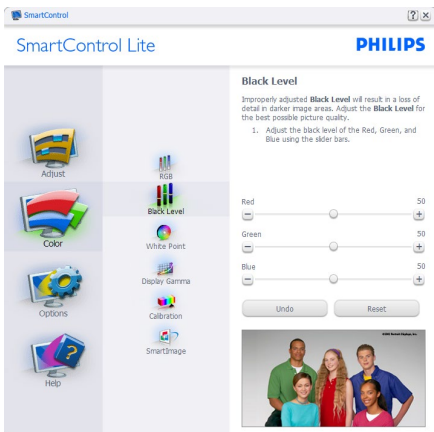 SmartControl
SmartControl Lite
PHILIPS
Adjust
Color
Options
Help
RGB
Black Level
White Point
Display Gamma
Calibration
SmartImage
Black Level
Improperly adjusted Black Level will result in a loss of
detail in darker image areas. Adjust the Black Level for
the best possible picture quality.
1. Adjust the black level of the Red, Green, and
Blue using the slider bars.
Red 50
Green 50
Blue 50
Undo Reset